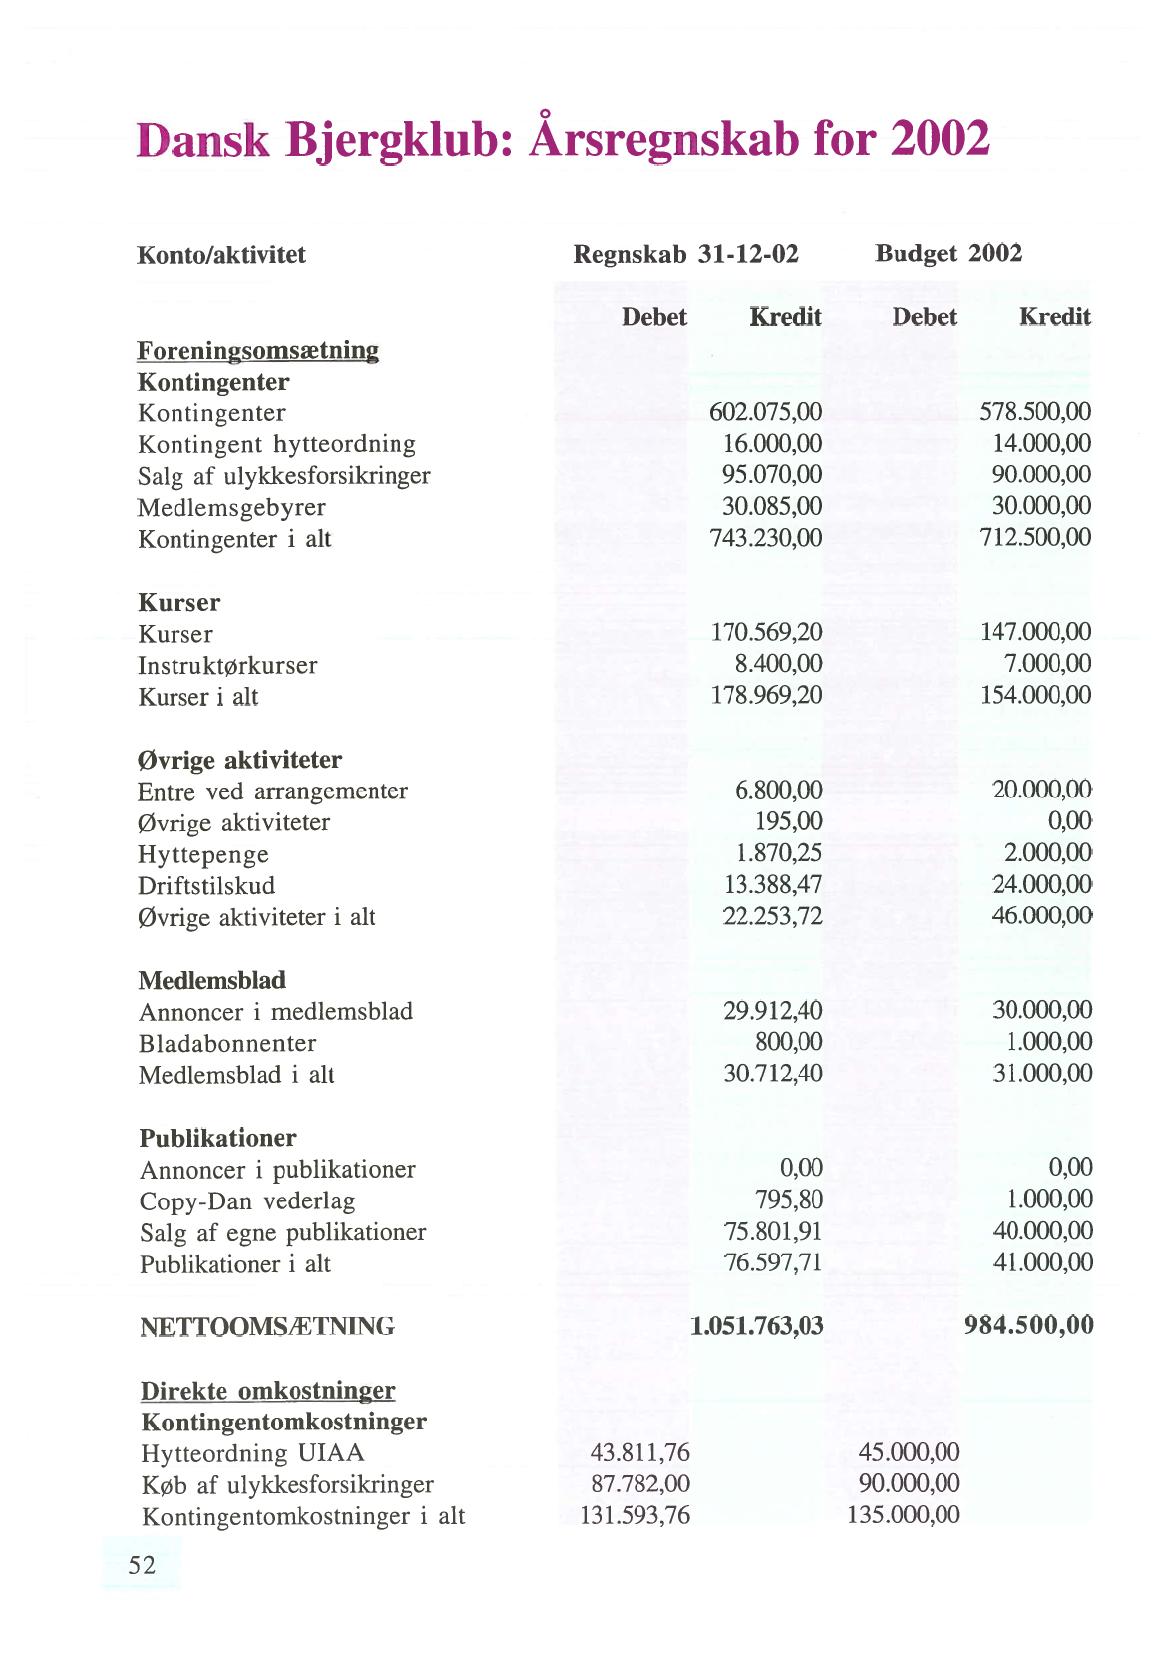 Dansk Bjergklub: Årsregnskab for 2002
Konto/aktivitet Regnskab 31-12-02 Budget 2002
Debet Kredit Debet Kredit
Foreningsomsætning
Kontingenter
Kontingenter 602.075,00 578.500,00
Kontingent hytteordning 16.000,00 14.000,00
Salg af ulykkesforsikringer 95.070,00 90.000,00
Medlemsgebyrer 30.085,00 30.000,00
Kontingenter i alt 743.230,00 712.500,00
Kurser
Kurser 170.569,20 147.000,00
Instruktørkurser 8.400,00 7.000,00
Kurser i alt 178.969,20 154.000,00
Øvrige aktiviteter
Entre ved arrangementer 6.800,00 20.000,00
Øvrige aktiviteter 195,00 0,00
Hyttepenge 1.870,25 2.000,00
Driftstilskud 13.388,47 24.000,00
Øvrige aktiviteter i alt 22.253,72 46.000,00
Medlemsblad
Annoncer i medlemsblad 29.912,40 30.000,00
Bladabonnenter 800,00 1.000,00
Medlemsblad i alt 30.712,40 31.000,00
Publikationer
Annoncer i publikationer 0,00 0,00
Copy-Dan vederlag 795,80 1.000,00
Salg af egne publikationer 75.801,91 40.000,00
Publikationer i alt 76.597,71 41.000,00
NETTOOMSÆTNING 1.051.763,03 984.500,00
Direkte omkostninger
Kontingentomkostninger
Hytteordning UIAA 43.811,76 45.000,00
Køb af ulykkesforsikringer 87.782,00 90.000,00
Kontingentomkostninger i alt 131.593,76 135.000,00
52